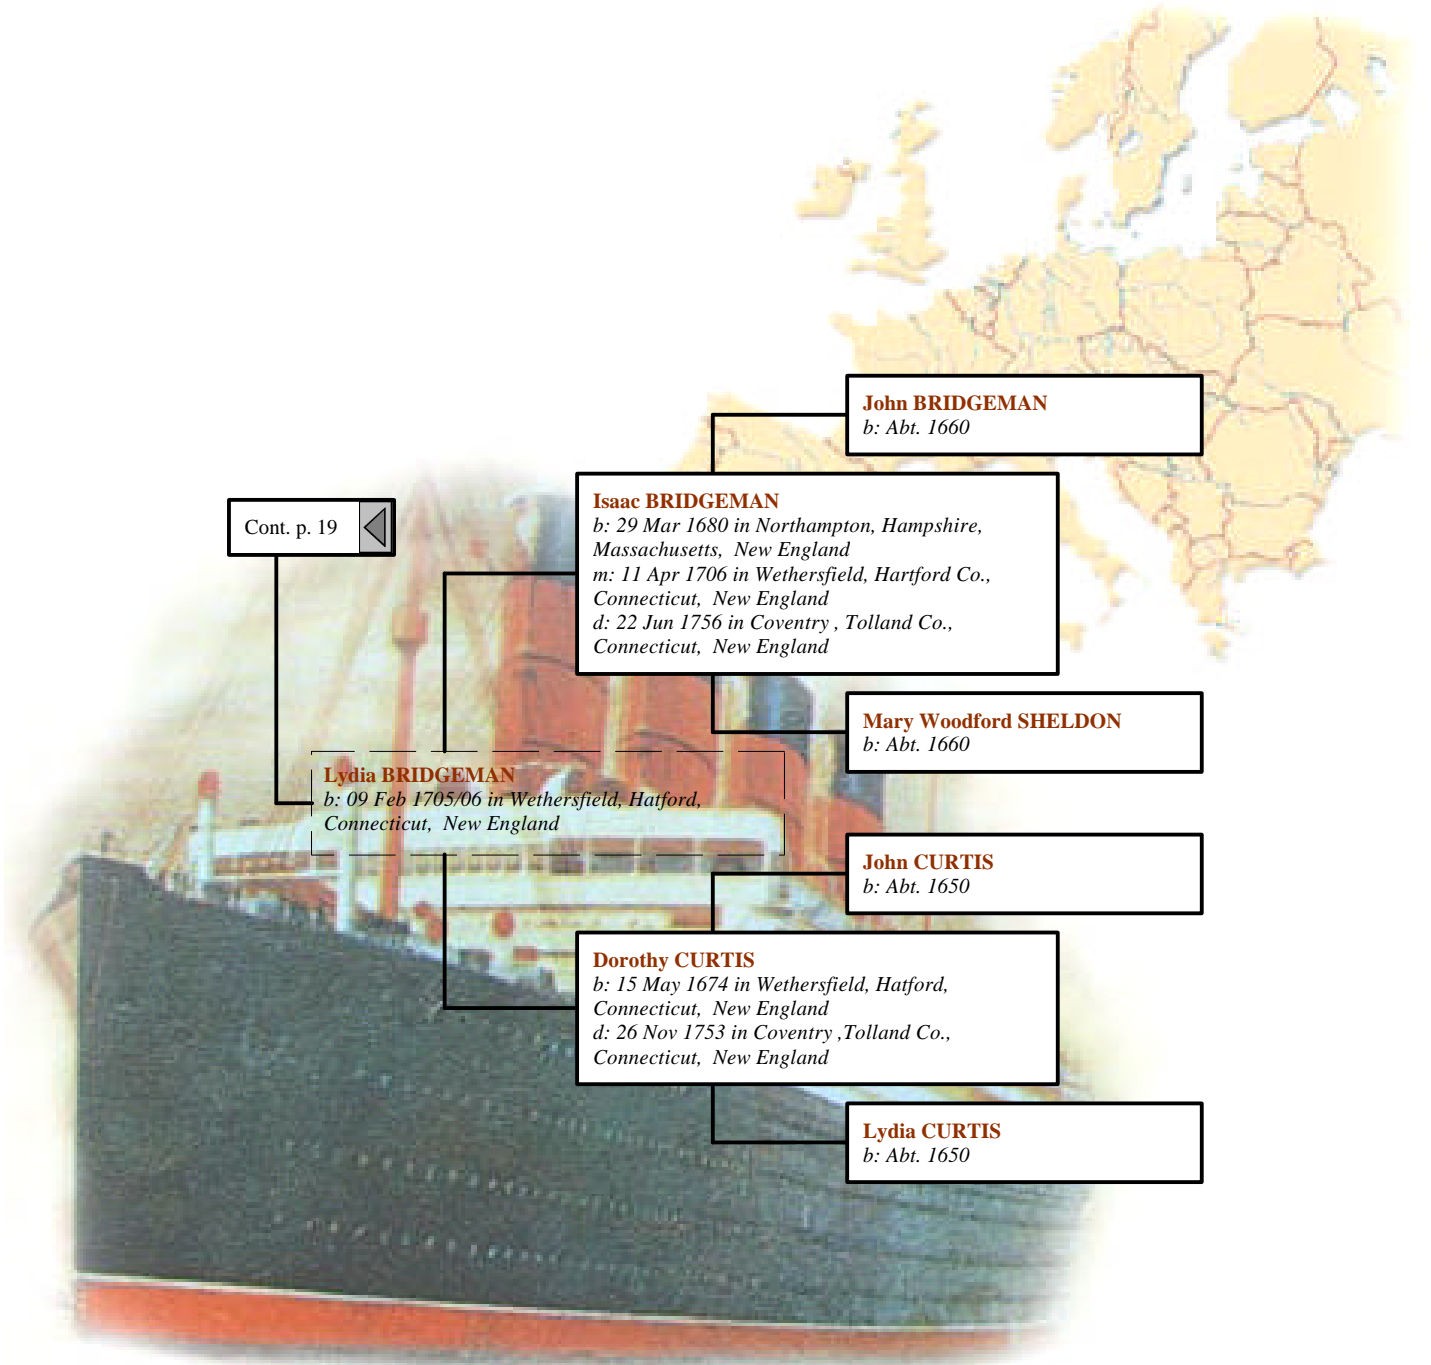 John BRIDGEMAN
b: Abt. 1660
Isaac BRIDGEMAN
b: 29 Mar 1680 in Northampton, Hampshire,
Massachusetts, New England
m: 11 Apr 1706 in Wethersfield, Hartford Co.,
Connecticut, New England
d: 22 Jun 1756 in Coventry , Tolland Co.,
Connecticut, New England
Cont. p. 19
Mary Woodford SHELDON
b: Abt. 1660
Lydia BRIDGEMAN
b: 09 Feb 1705/06 in Wethersfield, Hatford,
Connecticut, New England
John CURTIS
b: Abt. 1650
Dorothy CURTIS
b: 15 May 1674 in Wethersfield, Hatford,
Connecticut, New England
d: 26 Nov 1753 in Coventry ,Tolland Co.,
Connecticut, New England
Lydia CURTIS
b: Abt. 1650